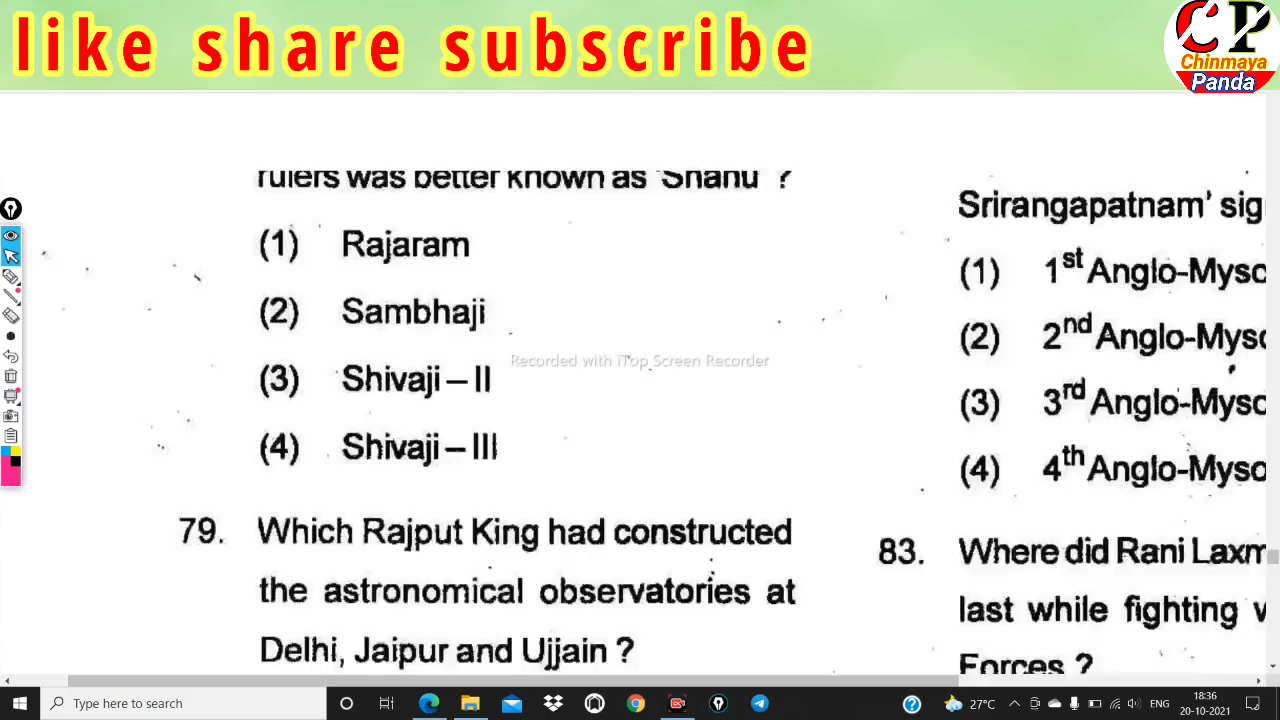 like share subscribe
CP
Chinmaya
Panda
rulers was better known as 'Shahu' ?
(1) Rajaram
(2) Sambhaji
(3) Shivaji – II
(4) Shivaji – III
79. Which Rajput King had constructed
the astronomical observatories at
Delhi, Jaipur and Ujjain ?
Srirangapatnam' sig
(1) 1st Anglo-Myso
(2) 2nd Anglo-Myso
(3) 3rd Anglo-Myso
(4) 4th Anglo-Myso
83. Where did Rani Laxm
last while fighting
Forces ?
Recorded with iTop Screen Recorder
Type here to search
27°C
ENG
18:36
20-10-2021